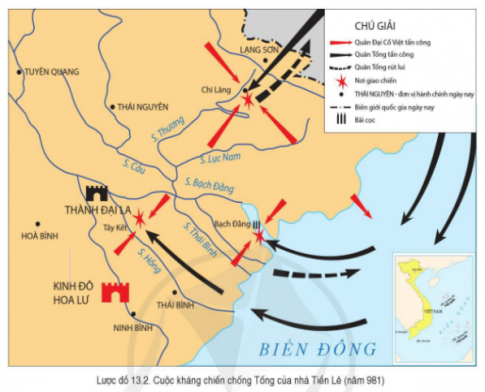 CHÚ GIẢI
Quân Đại Cồ Việt tấn công
Quân Tống tấn công
Quân Tống rút lui
Nơi giao chiến
THÁI NGUYÊN - đơn vị hành chính ngày nay
Biên giới quốc gia ngày nay
Bãi cọc
LẠNG SƠN
TUYÊN QUANG
Chi Lăng
THÁI NGUYÊN
S. Thương
S. Lục Nam
S. Cầu
S. Bạch Đằng
THÀNH ĐẠI LA
Tây Kết
Bạch Đằng
HOÀ BÌNH
S. Thái Bình
S. Hồng
KINH ĐÔ
HOA LƯ
THÁI BÌNH
NINH BÌNH
BIỂN ĐÔNG
VIỆT NAM
Lược đồ 13.2. Cuộc kháng chiến chống Tống của nhà Tiền Lê (năm 981)